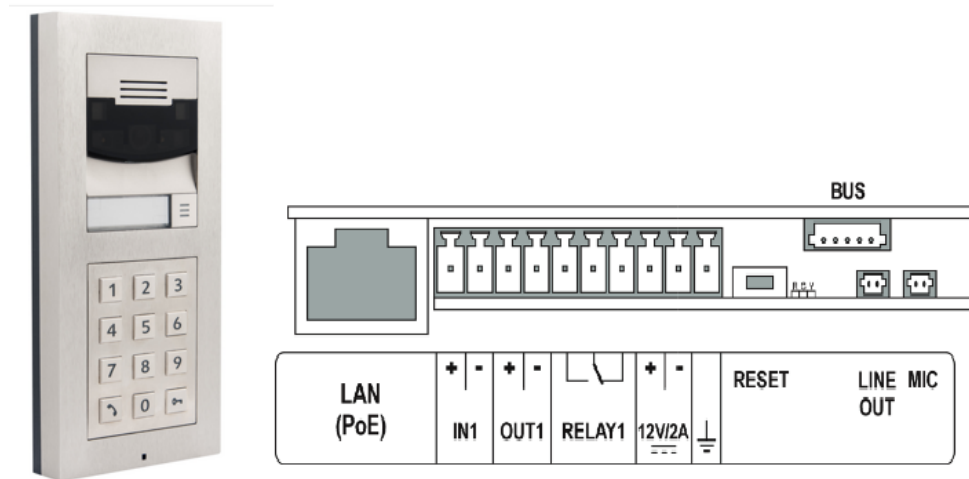 1 2 3
4 5 6
7 8 9
0
BUS
R G Y
LAN
(PoE)
+ - + - + -
IN1 OUT1 RELAY1 12V/2A
RESET
LINE MIC
OUT